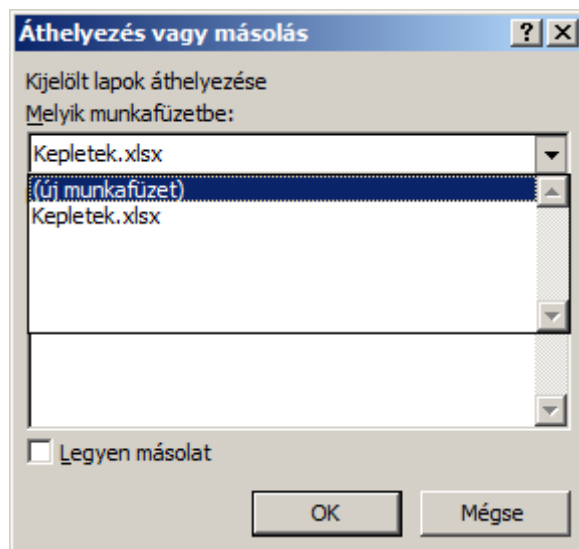 Áthelyezés vagy másolás
Kijelölt lapok áthelyezése
Melyik munkafüzetbe:
Kepletek.xlsx
(új munkafüzet)
Kepletek.xlsx
Legyen másolat
OK
Mégse